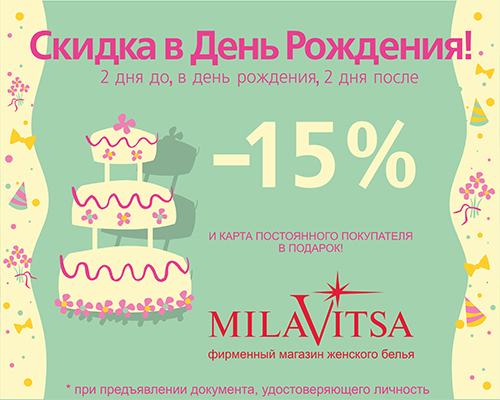 Скидка в День Рождения!
2 дня до, в день рождения, 2 дня после
–15%
И КАРТА ПОСТОЯННОГО ПОКУПАТЕЛЯ
В ПОДАРОК!
MILAVITSA
фирменный магазин женского белья
* при предъявлении документа, удостоверяющего личность